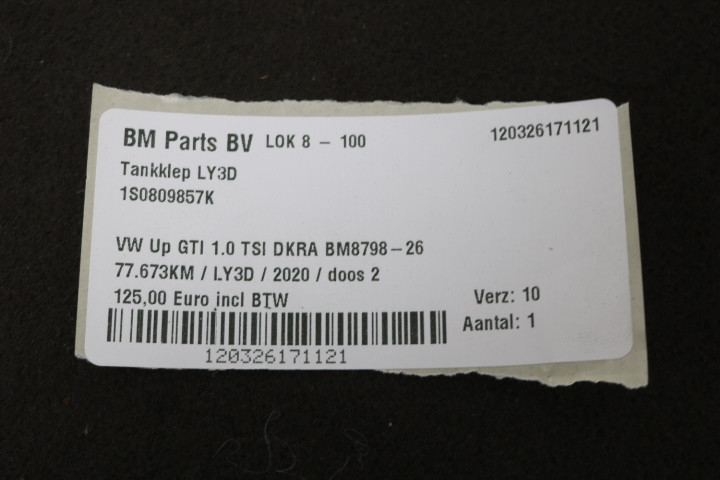 BM Parts BV LOK 8 - 100 120326171121
Tankklep LY3D
1S0809857K
VW Up GTI 1.0 TSI DKRA BM8798-26
77.673KM / LY3D / 2020 / doos 2
125,00 Euro incl BTW Verz: 10
Aantal: 1
120326171121